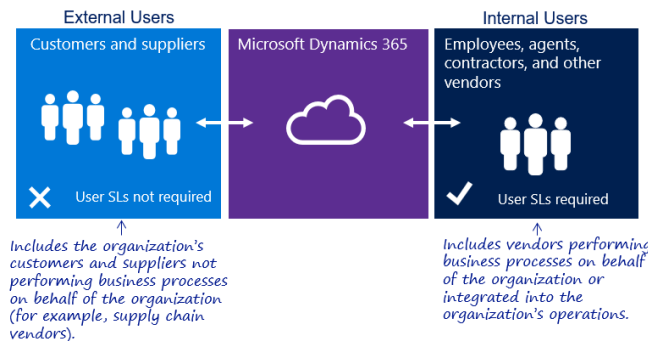 External Users
Internal Users
Customers and suppliers
Microsoft Dynamics 365
Employees, agents,
contractors, and other
vendors
User SLs not required
User SLs required
Includes the organization's
customers and suppliers not
performing business processes
on behalf of the organization
(for example, supply chain
vendors).
Includes vendors performing
business processes on behalf
of the organization or
integrated into the
organization's operations.